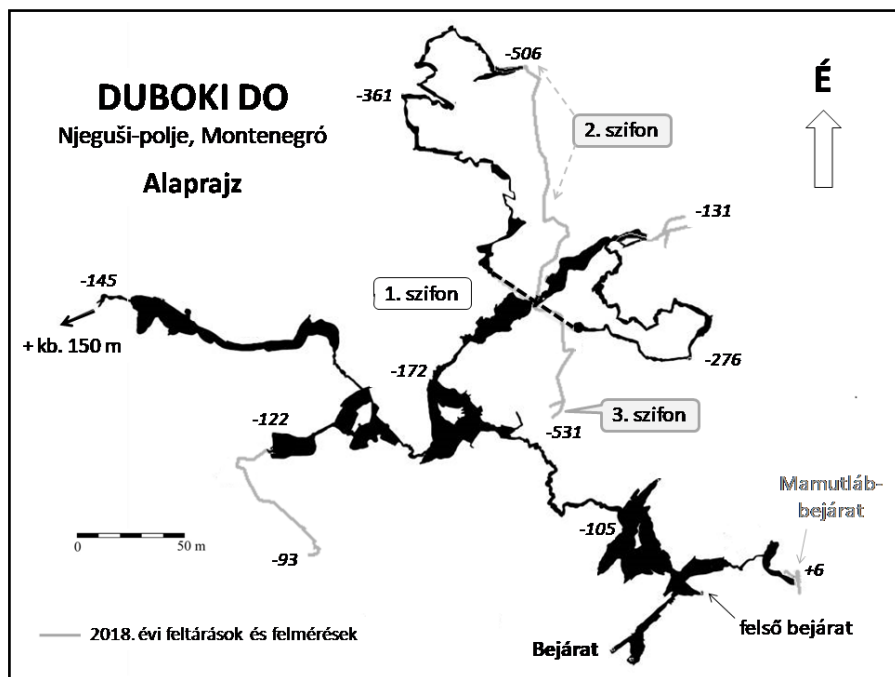 DUBOKI DO
Njeguši-polje, Montenegró
Alaprajz
-506
-361
É
2. szifon
-131
-145
1. szifon
+ kb. 150 m
-276
-172
-122
3. szifon
-531
Mamutláb-
bejárat
-105
0 50 m
-93
+6
2018. évi feltárások és felmérések
felső bejárat
Bejárat